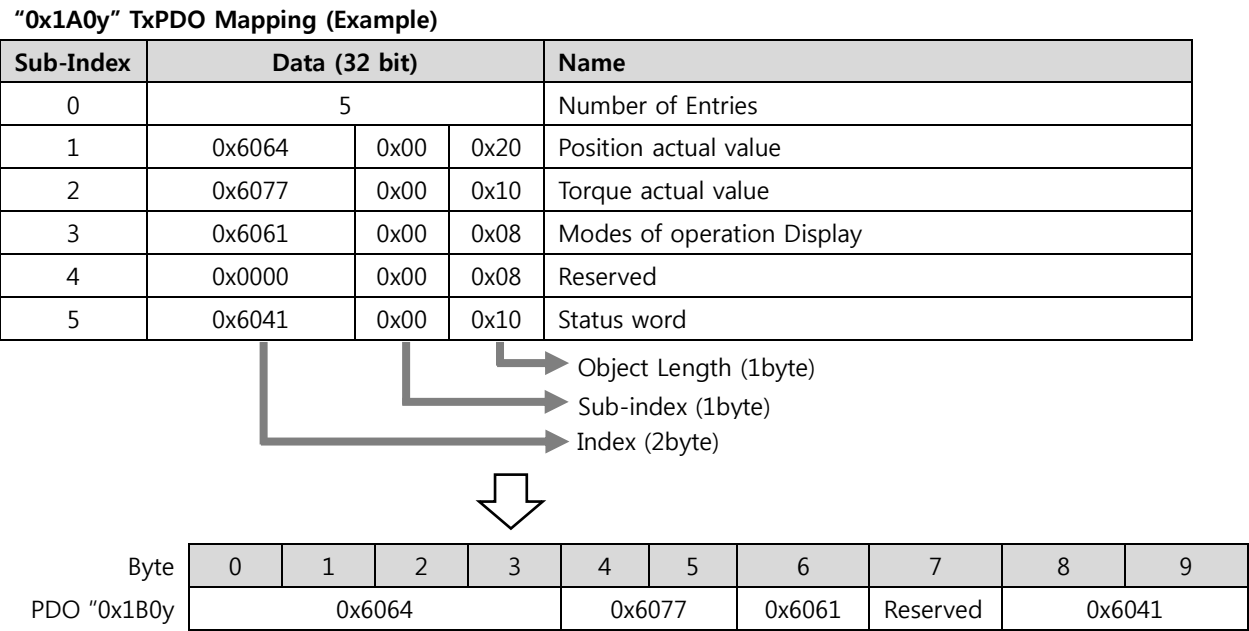 “0x1A0y” TxPDO Mapping (Example)
Sub-Index Data (32 bit) Name
0 5 Number of Entries
1 0x6064 0x00 0x20 Position actual value
2 0x6077 0x00 0x10 Torque actual value
3 0x6061 0x00 0x08 Modes of operation Display
4 0x0000 0x00 0x08 Reserved
5 0x6041 0x00 0x10 Status word
Object Length (1byte)
Sub-index (1byte)
Index (2byte)
Byte 0 1 2 3 4 5 6 7 8 9
PDO “0x1B0y 0x6064 0x6077 0x6061 Reserved 0x6041